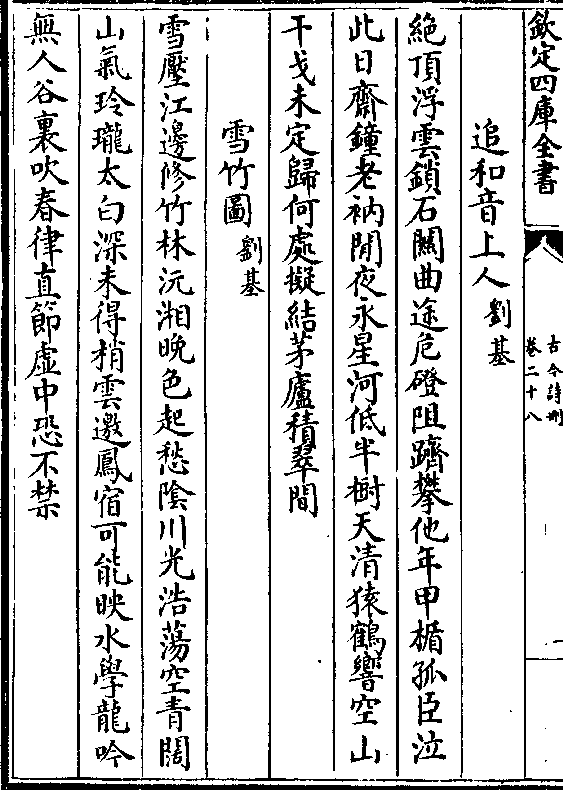 欽定四庫全書
古今詩刪
卷二十八
追和音上人 劉基
絶頂浮雲鎖石關曲途危磴阻躋攀他年甲楯孤臣泣
此日齋鐘老衲閒夜永星河低半樹天清猿鶴響空山
干戈未定歸何處擬結茅廬積翠間
雪竹圖 劉基
雪壓江邊修竹林沅湘晚色起愁陰川光浩蕩空青闊
山氣玲瓏太白深未得梢雲邀鳳宿可能映水學龍吟
無人谷裏吹春律直節虛中恐不禁